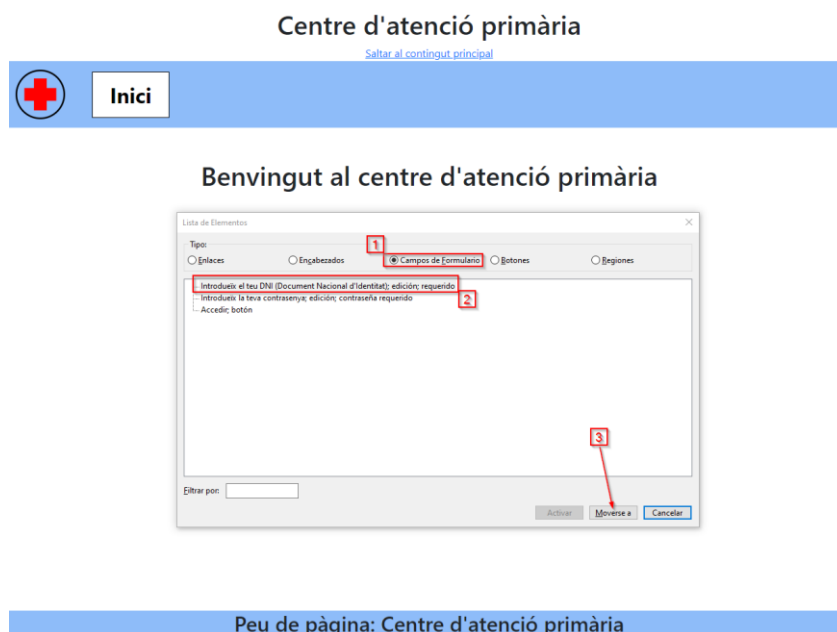 Centre d'atenció primària
Saltar al contingut principal
Inici
Benvingut al centre d'atenció primària
Lista de Elementos
Tipo:
1
Enlaces Encabezados Campos de Formulario Botones Regiones
Introdueix el teu DNI (Document Nacional d'Identitat); edición; requerido
2
Introdueix la teva contrasenya; edición; contraseña requerido
Accedir; botón
3
Filtrar por:
Activar Moverse a Cancelar
Peu de pàgina: Centre d'atenció primària